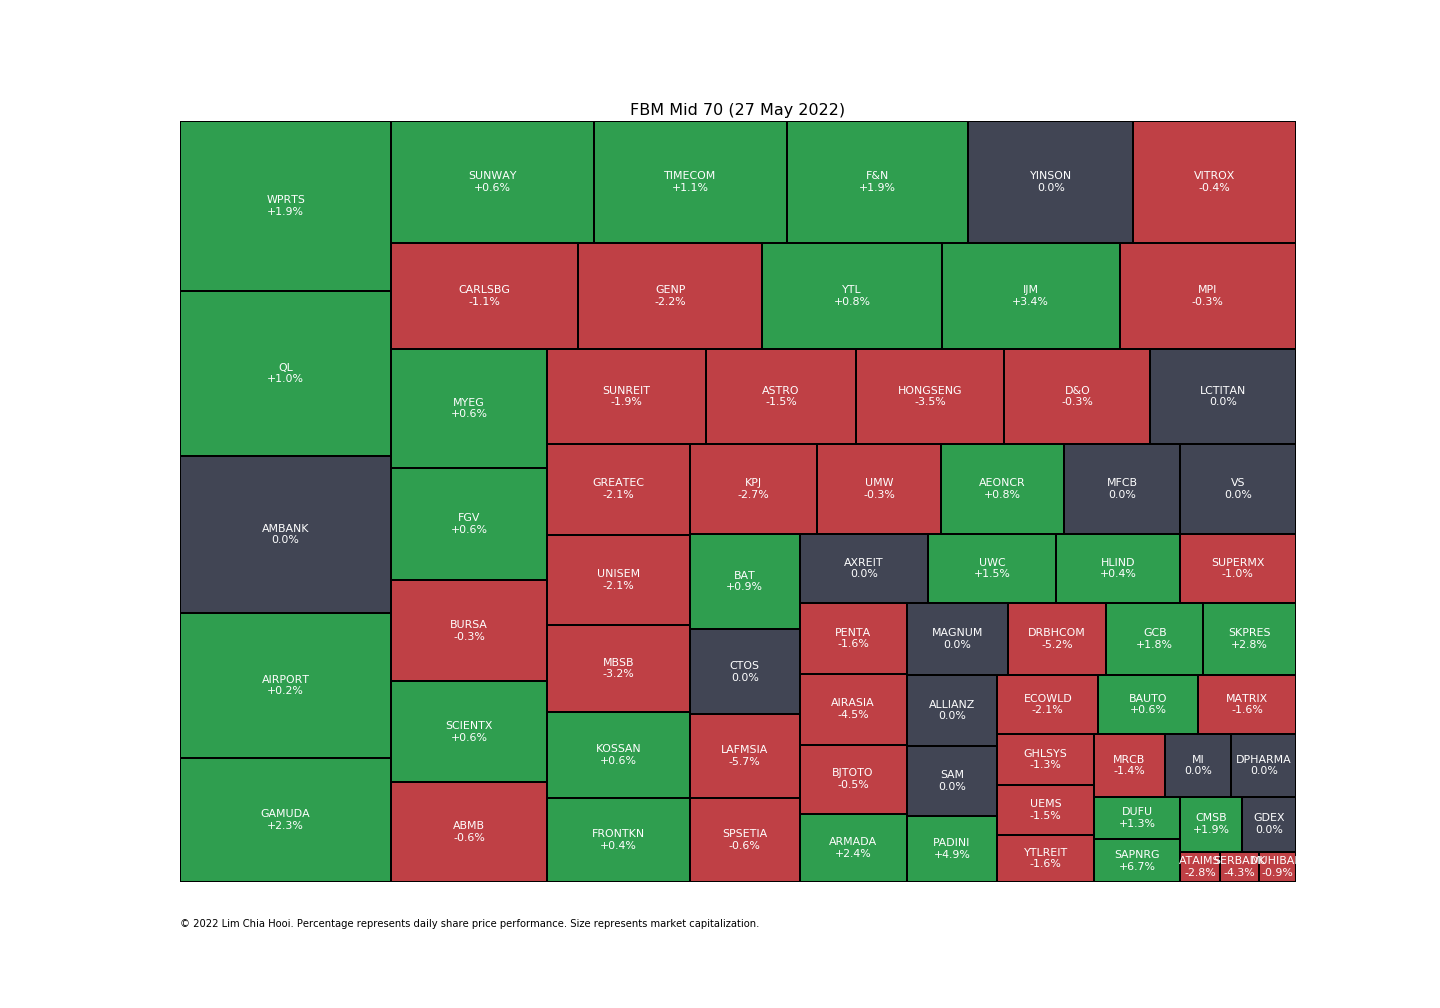 FBM Mid 70 (27 May 2022)
WPRTS
+1.9%
QL
+1.0%
AMBANK
0.0%
AIRPORT
+0.2%
GAMUDA
+2.3%
SUNWAY
+0.6%
TIMECOM
+1.1%
F&N
+1.9%
YINSON
0.0%
VITROX
-0.4%
CARLSBG
-1.1%
GENP
-2.2%
YTL
+0.8%
IJM
+3.4%
MPI
-0.3%
MYEG
+0.6%
FGV
+0.6%
BURSA
-0.3%
SCIENTX
+0.6%
ABMB
-0.6%
SUNREIT
-1.9%
ASTRO
-1.5%
HONGSENG
-3.5%
D&O
-0.3%
LCTITAN
0.0%
GREATEC
-2.1%
UNISEM
-2.1%
MBSB
-3.2%
KOSSAN
+0.6%
FRONTKN
+0.4%
KPJ
-2.7%
UMW
-0.3%
AEONCR
+0.8%
MFCB
0.0%
VS
0.0%
BAT
+0.9%
CTOS
0.0%
LAFMSIA
-5.7%
SPSETIA
-0.6%
AXREIT
0.0%
UWC
+1.5%
HLIND
+0.4%
SUPERMX
-1.0%
PENTA
-1.6%
AIRASIA
-4.5%
BJTOTO
-0.5%
ARMADA
+2.4%
MAGNUM
0.0%
DRBHCOM
-5.2%
GCB
+1.8%
SKPRES
+2.8%
ALLIANZ
0.0%
SAM
0.0%
PADINI
+4.9%
ECOWLD
-2.1%
BAUTO
+0.6%
MATRIX
-1.6%
GHLSYS
-1.3%
UEMS
-1.5%
YTLREIT
-1.6%
MRCB
-1.4%
MI
0.0%
DPHARMA
0.0%
DUFU
+1.3%
SAPNRG
+6.7%
CMSB
+1.9%
GDEX
0.0%
-2.8%
-4.3%
-0.9%
© 2022 Lim Chia Hooi. Percentage represents daily share price performance. Size represents market capitalization.